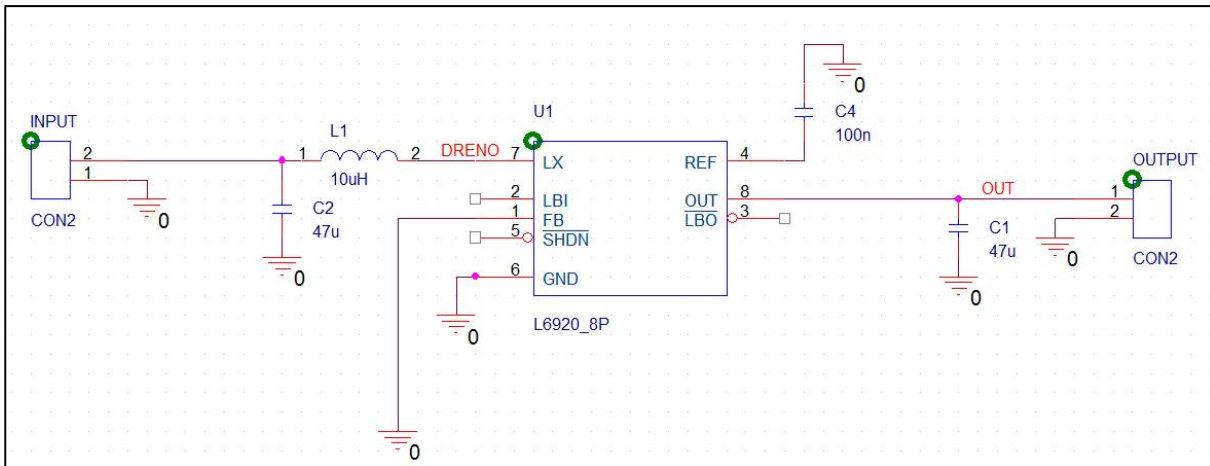 INPUT
2
1
CON2
0
L1
1
2
10uH
C2
47u
0
DRENO
U1
7
LX
2
LBI
1
FB
5
SHDN
6
GND
0
0
L6920_8P
REF
4
OUT
8
LBO
3
C4
100n
0
OUT
C1
47u
0
OUTPUT
1
2
0
CON2